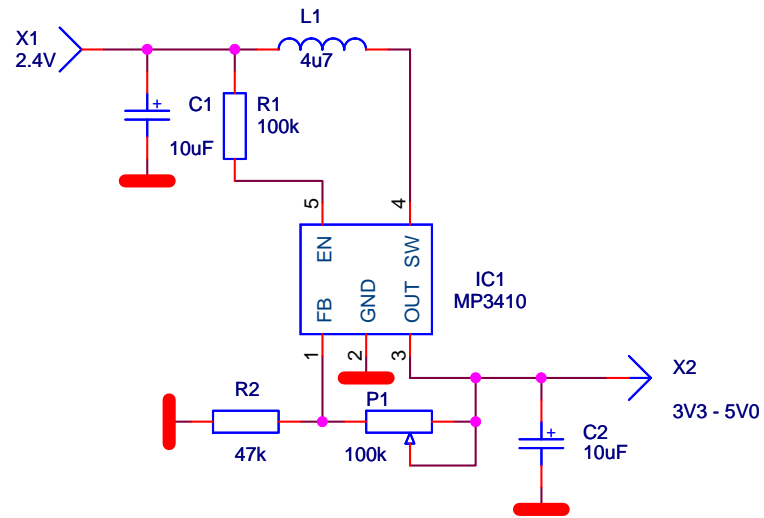 L1
X1
2.4V
4u7
C1
R1
100k
10uF
5
4
EN
SW
IC1
MP3410
FB
GND
OUT
1
2
3
X2
R2
P1
3V3 - 5V0
47k
100k
C2
10uF
+
+